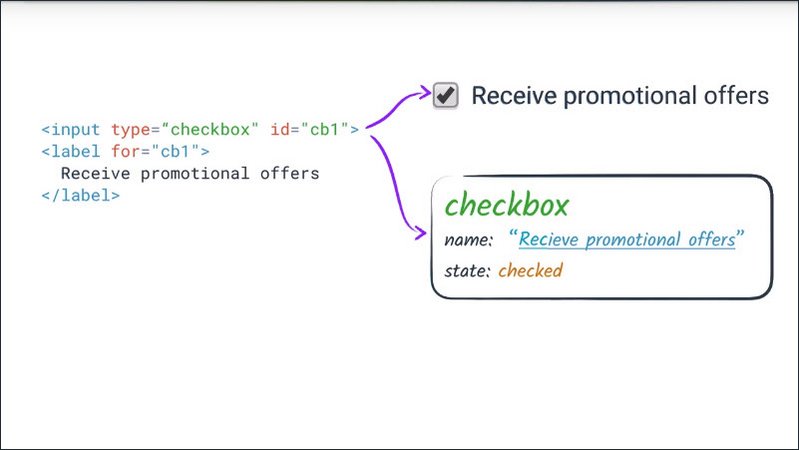 <input type="checkbox" id="cb1">
<label for="cb1">
Receive promotional offers
</label>
Receive promotional offers
checkbox
name: “Recieve promotional offers”
state: checked